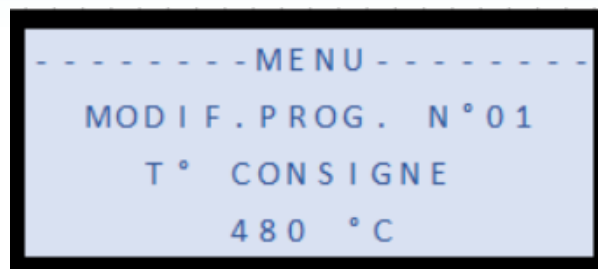 --------MENU--------
MODIF.PROG. N°01
T° CONSIGNE
480 °C